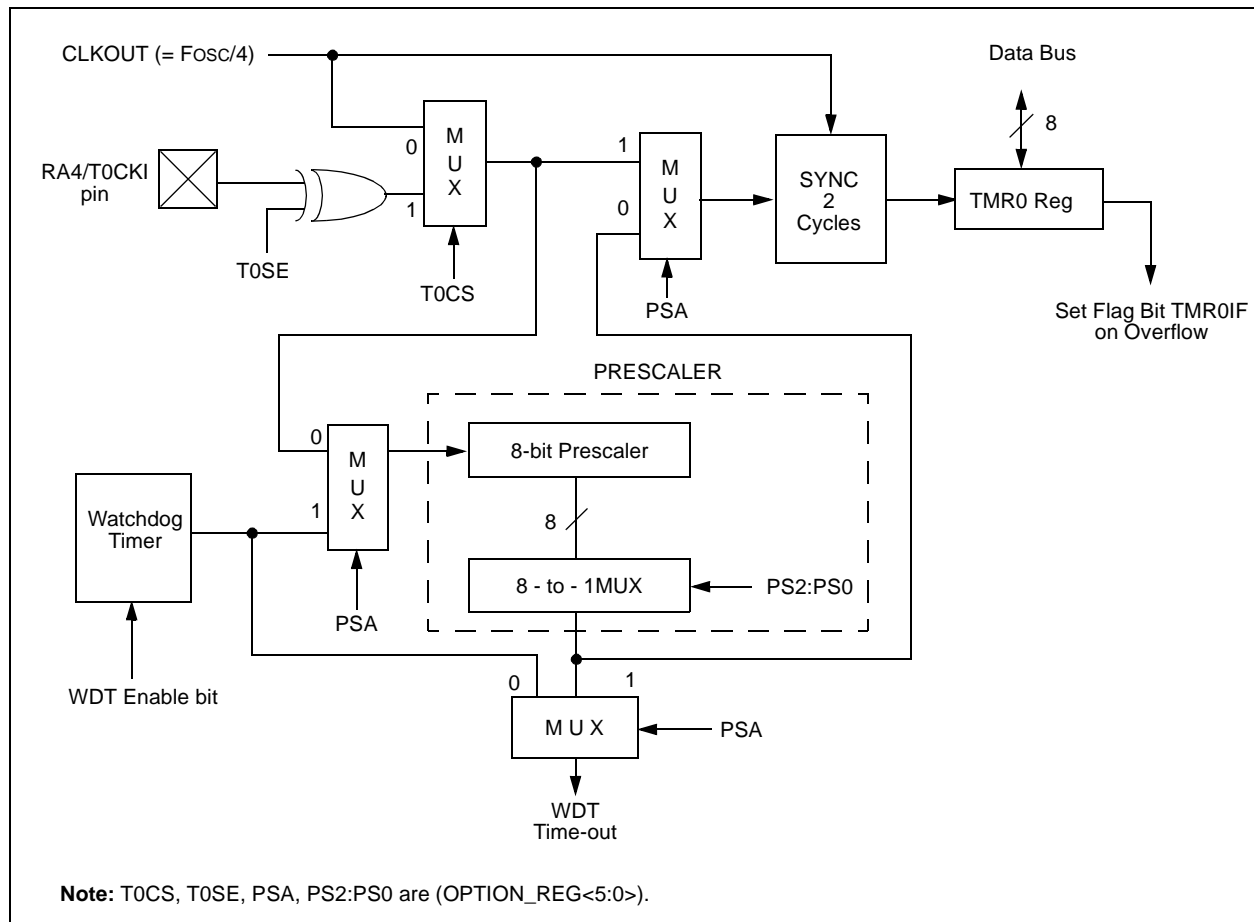 CLKOUT (= FOSC/4)
Data Bus
8
RA4/T0CKI
pin
T0SE
0
1
M
U
X
T0CS
1
0
M
U
X
PSA
SYNC
2
Cycles
TMR0 Reg
Set Flag Bit TMR0IF
on Overflow
PRESCALER
0
1
M
U
X
PSA
8-bit Prescaler
8
8 - to - 1MUX
PS2:PS0
Watchdog
Timer
WDT Enable bit
0
1
M U X
PSA
WDT
Time-out
Note: T0CS, T0SE, PSA, PS2:PS0 are (OPTION_REG<5:0>).